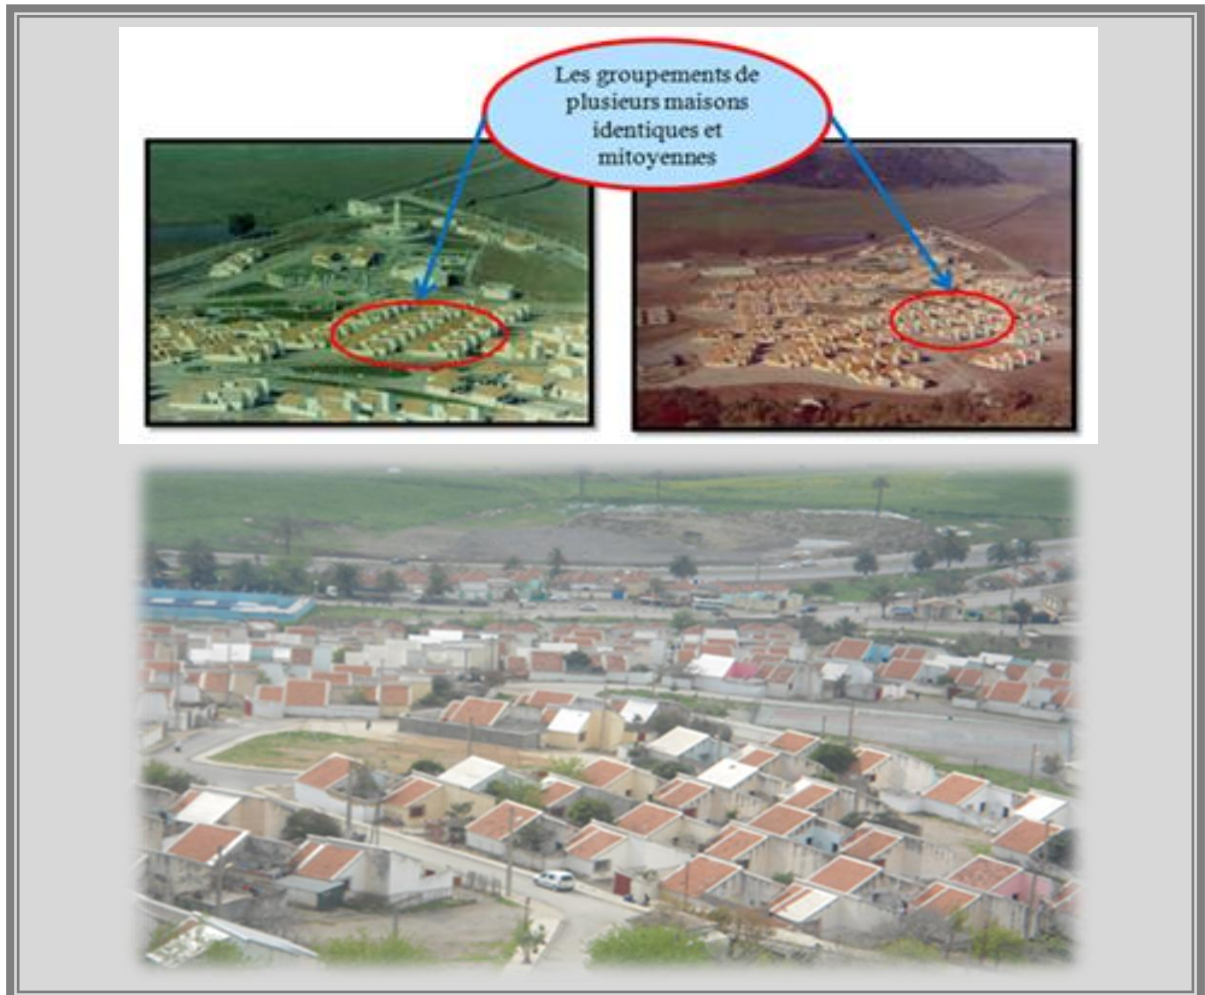 Les groupements de
plusieurs maisons
identiques et
mitoyennes